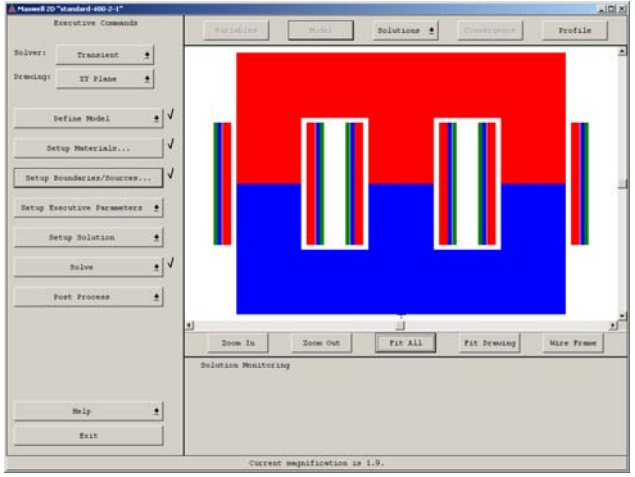 Maxwell 2D "standard-400-2-1"
Executive Commands
Variables Model Solutions Convergence Profile
Solver: Transient
Drawing: XY Plane
Define Model
Setup Materials...
Setup Boundaries/Sources...
Setup Executive Parameters
Setup Solution
Solve
Post Process
Zoom In Zoom Out Fit All Fit Drawing Wire Frame
Solution Monitoring
Help
Exit
Current magnification is 1.9.